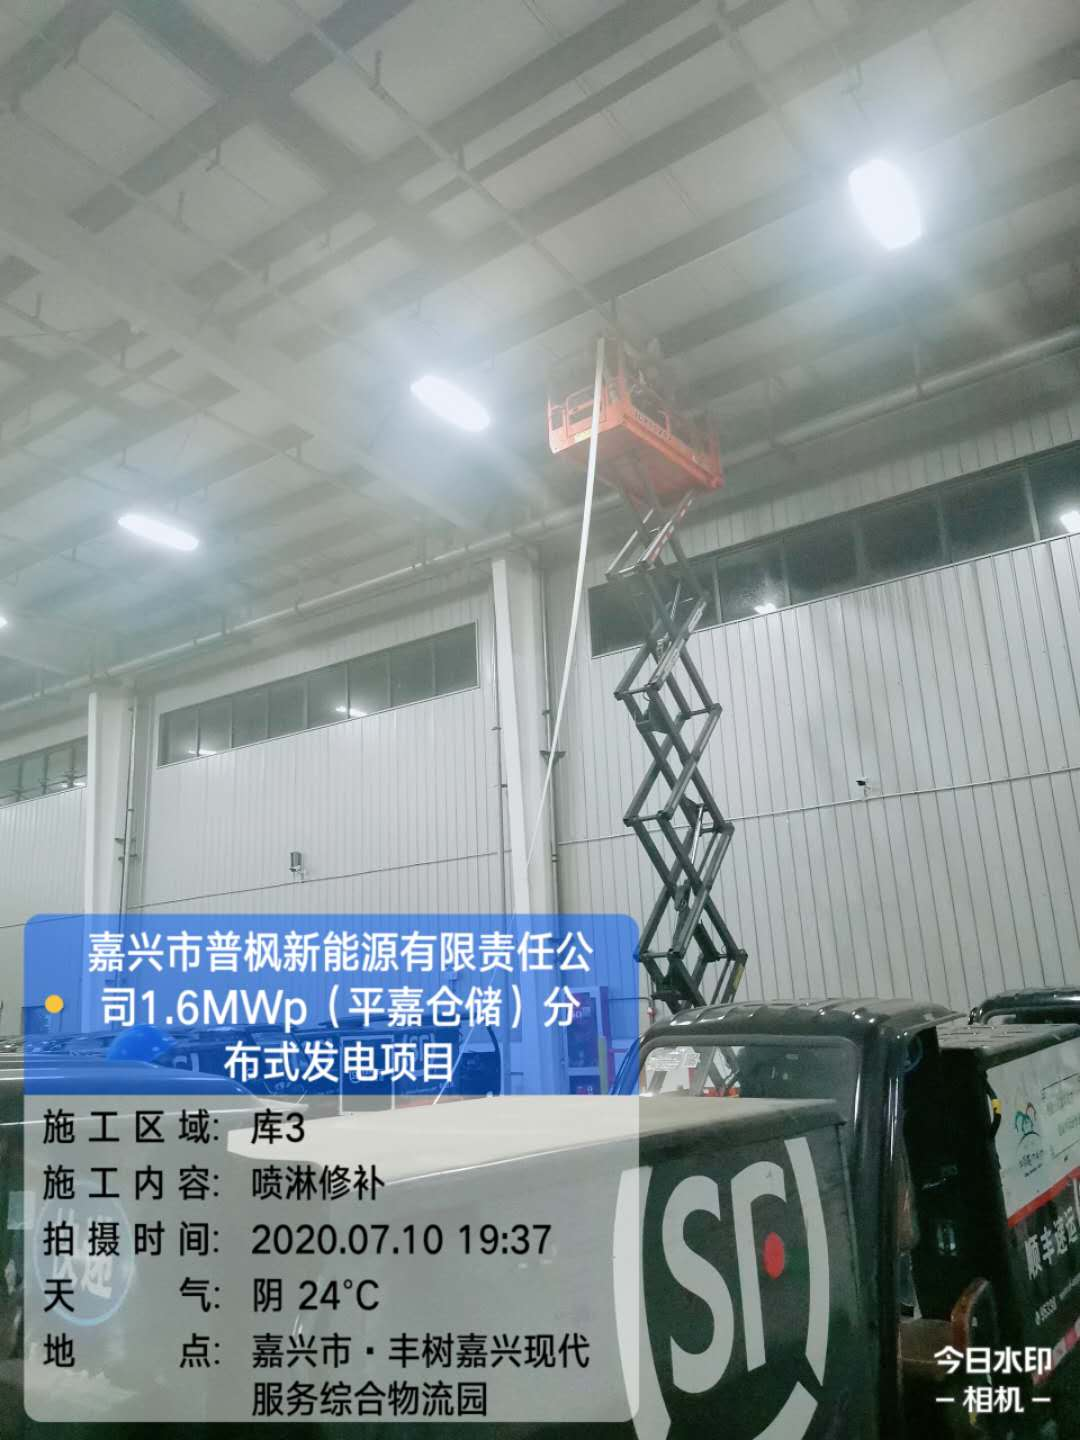 嘉兴市普枫新能源有限责任公
司1.6MWp（平嘉仓储）分
布式发电项目
施工区域: 库3
施工内容: 喷淋修补
拍摄时间: 2020.07.10 19:37
天气: 阴 24°C
地点: 嘉兴市·丰树嘉兴现代
服务综合物流园
快递
SF
顺丰速运
今日水印
相机